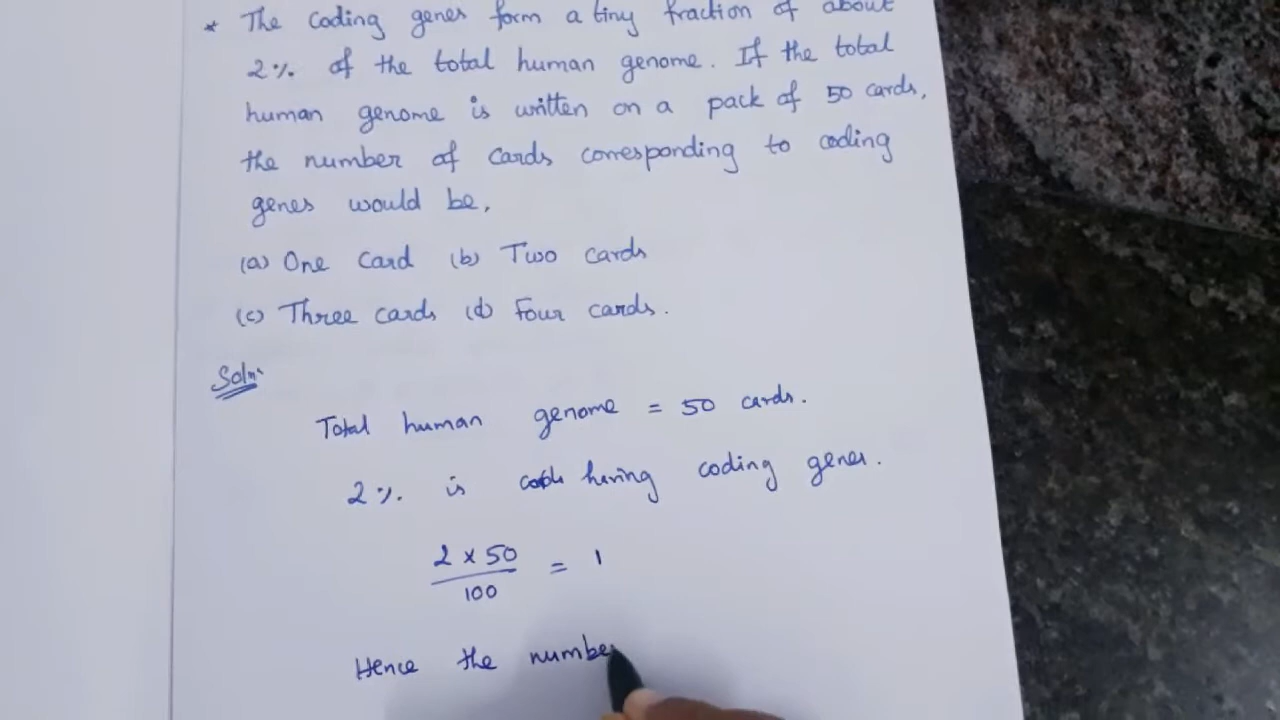 * The coding genes form a tiny fraction of about
2% of the total human genome. If the total
human genome is written on a pack of 50 cards,
the number of cards corresponding to coding
genes would be,
(a) One card (b) Two cards
(c) Three cards (d) Four cards.
Soln.
Total human genome = 50 cards.
2% is having coding genes.
2 x 50
= 1
100
Hence the number